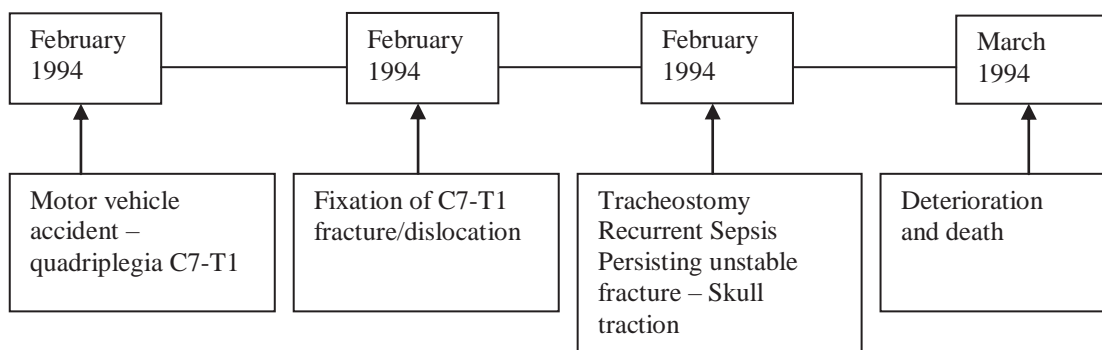 February
1994
February
1994
February
1994
March
1994
Motor vehicle
accident –
quadriplegia C7-T1
Fixation of C7-T1
fracture/dislocation
Tracheostomy
Recurrent Sepsis
Persisting unstable
fracture – Skull
traction
Deterioration
and death